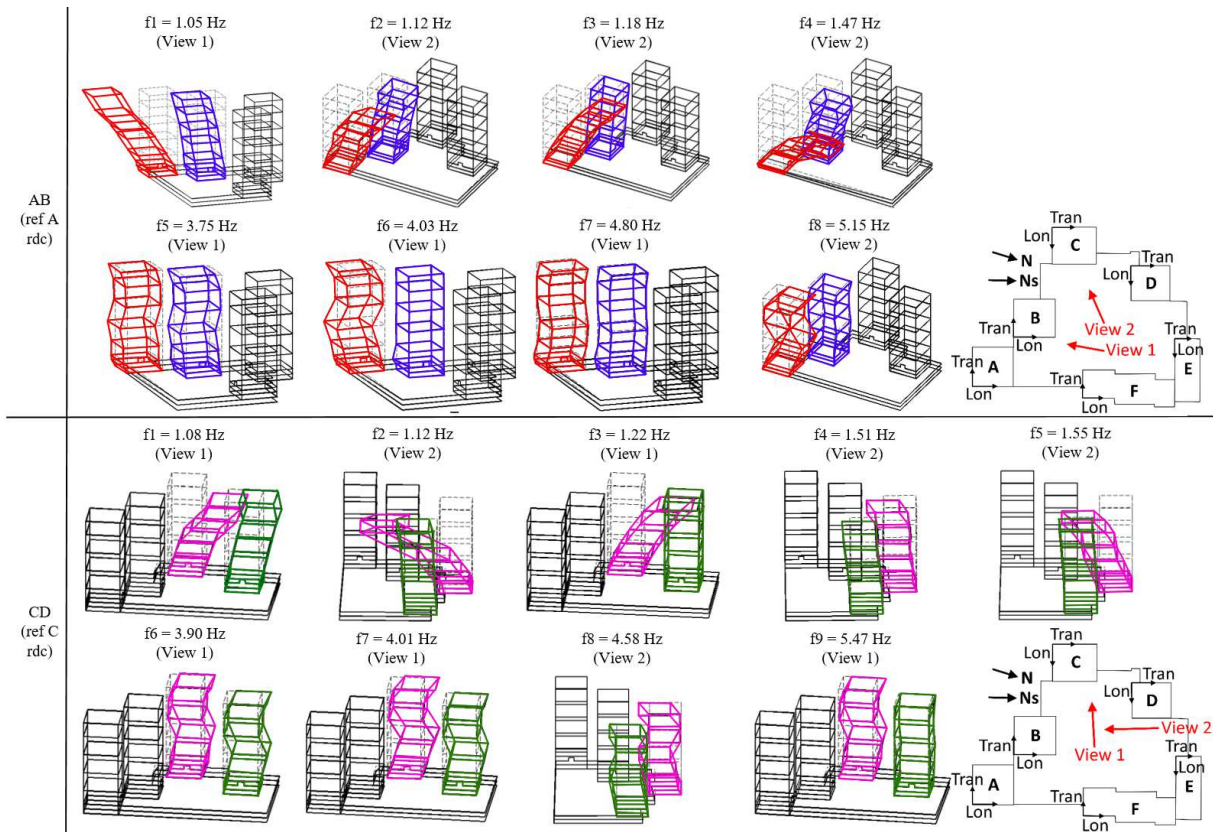 f1 = 1.05 Hz
(View 1)
f2 = 1.12 Hz
(View 2)
f3 = 1.18 Hz
(View 2)
f4 = 1.47 Hz
(View 2)
AB
(ref A
rdc)
f5 = 3.75 Hz
(View 1)
f6 = 4.03 Hz
(View 1)
f7 = 4.80 Hz
(View 1)
f8 = 5.15 Hz
(View 2)
Tran
Lon
C
N
Ns
Tran
Lon
D
B
Tran
Lon
View 2
View 1
Tran
A
Lon
Tran
Lon
E
Tran
F
Lon
f1 = 1.08 Hz
(View 1)
f2 = 1.12 Hz
(View 2)
f3 = 1.22 Hz
(View 1)
f4 = 1.51 Hz
(View 2)
f5 = 1.55 Hz
(View 2)
CD
(ref C
rdc)
f6 = 3.90 Hz
(View 1)
f7 = 4.01 Hz
(View 1)
f8 = 4.58 Hz
(View 2)
f9 = 5.47 Hz
(View 1)
Tran
Lon
C
N
Ns
Tran
Lon
D
B
Tran
Lon
View 2
View 1
Tran
A
Lon
Tran
Lon
E
Tran
F
Lon